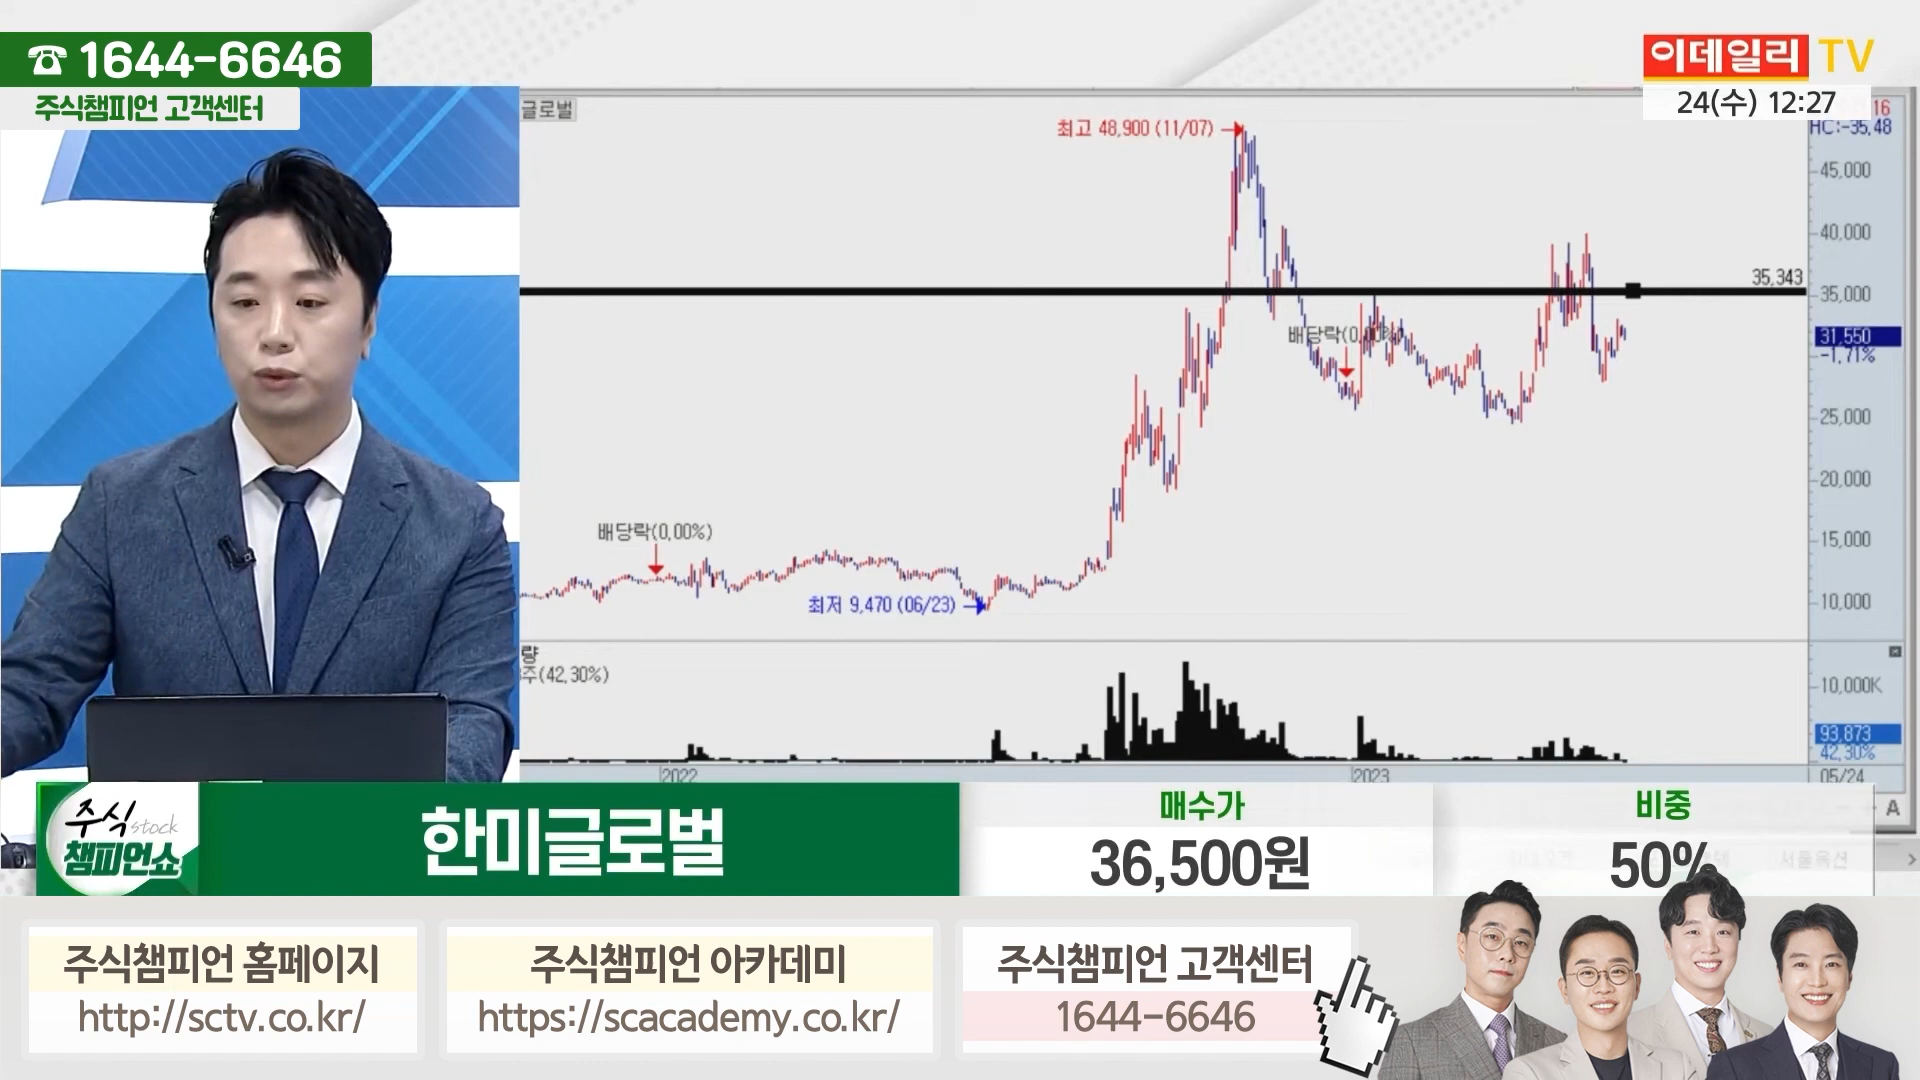 ☎ 1644-6646
주식챔피언 고객센터
이데일리 TV
24(수) 12:27
글로벌
최고 48,900 (11/07)
16
HC:-35,48
45,000
40,000
35,343
35,000
배당락(0,00%)
31,550
-1,71%
25,000
20,000
배당락(0,00%)
15,000
최저 9,470 (06/23)
10,000
량
주(42,30%)
10,000K
93,873
42,30%
2022
2023
05/24
A
주식 stock
챔피언쇼
한미글로벌
매수가
36,500원
비중
50%
주식챔피언 홈페이지
http://sctv.co.kr/
주식챔피언 아카데미
https://scacademy.co.kr/
주식챔피언 고객센터
1644-6646